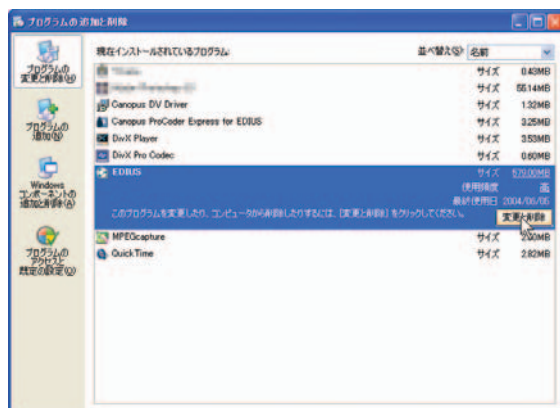 プログラムの追加と削除
プログラムの
変更と削除(H)
プログラムの
追加(N)
Windows
コンポーネントの
追加と削除(A)
プログラムの
アクセスと
既定の設定(O)
現在インストールされているプログラム:
並べ替え(S): 名前
サイズ 0.43MB
サイズ 55.14MB
Canopus DV Driver サイズ 1.32MB
Canopus ProCoder Express for EDIUS サイズ 3.25MB
DivX Player サイズ 3.53MB
DivX Pro Codec サイズ 0.60MB
EDIUS サイズ 570.00MB
使用頻度 高
最終使用日 2004/06/05
このプログラムを変更したり、コンピュータから削除したりするには、[変更と削除] をクリックしてください。
変更と削除
MPEGcapture サイズ
QuickTime サイズ 2.82MB